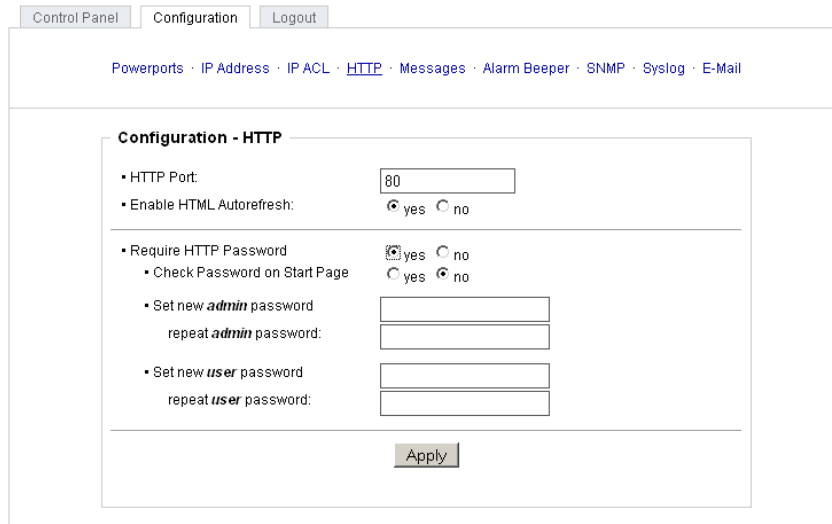 Control Panel Configuration Logout
Powerports · IP Address · IP ACL · HTTP · Messages · Alarm Beeper · SNMP · Syslog · E-Mail
Configuration - HTTP
▪ HTTP Port: 80
▪ Enable HTML Autorefresh: yes no
▪ Require HTTP Password yes no
▪ Check Password on Start Page yes no
▪ Set new admin password
repeat admin password:
▪ Set new user password
repeat user password:
Apply